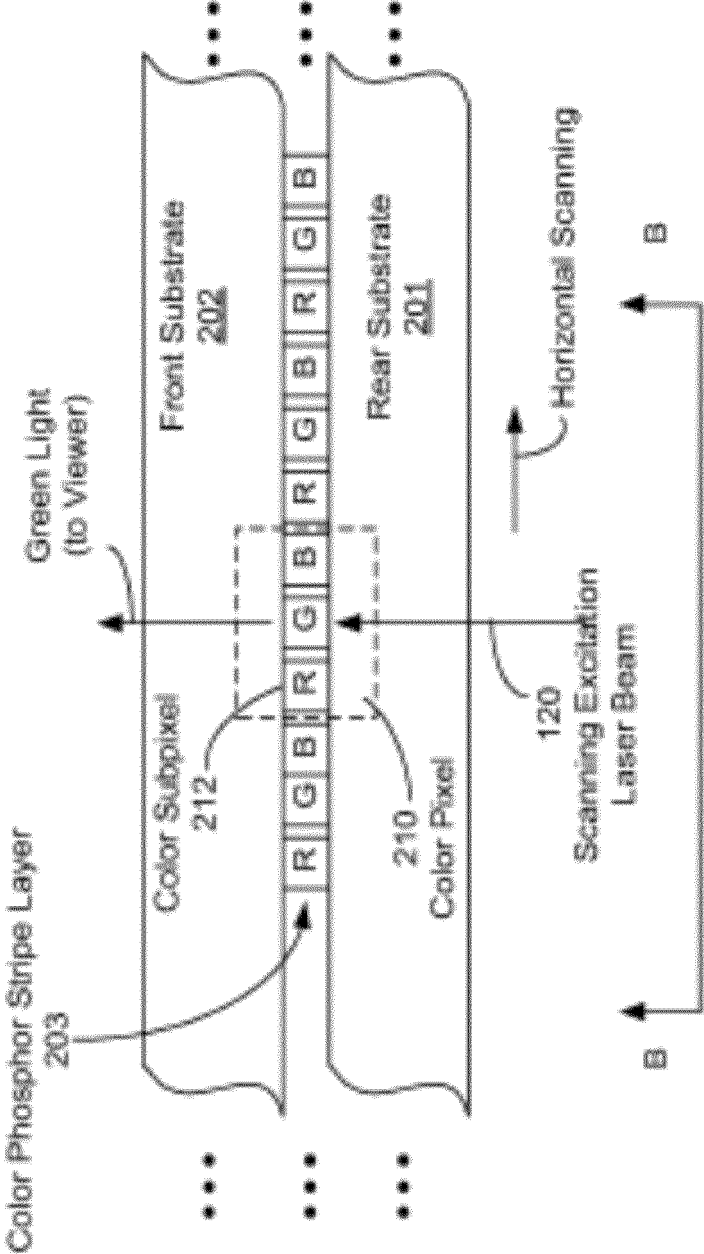 Color Phosphor Stripe Layer
203
Green Light
(to Viewer)
Color Subpixel
212
Front Substrate
202
R G B R G B R G B R G B
210
Color Pixel
Rear Substrate
201
120
Scanning Excilation
Laser Beam
Horizontal Scanning
B
B